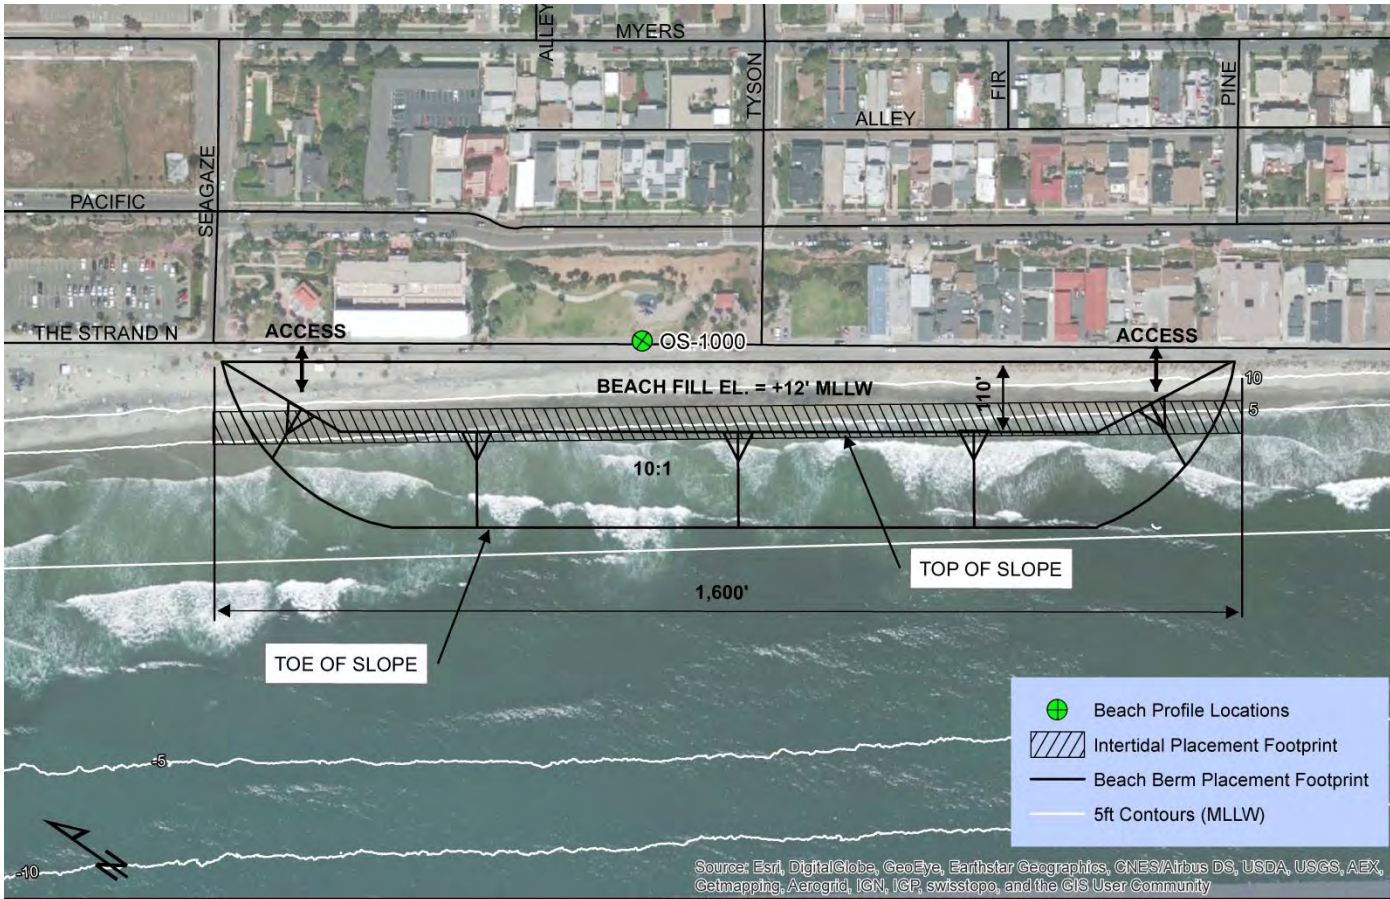 MYERS
ALLEY
TYSON
FIR
PINE
ALLEY
SEAGAZE
PACIFIC
THE STRAND N
ACCESS
OS-1000
ACCESS
BEACH FILL EL. = +12' MLLW
110'
10
5
10:1
TOP OF SLOPE
1,600'
TOE OF SLOPE
-5
-10
N
Beach Profile Locations
Intertidal Placement Footprint
Beach Berm Placement Footprint
5ft Contours (MLLW)
Source: Esri, DigitalGlobe, GeoEye, Earthstar Geographics, CNES/Airbus DS, USDA, USGS, AEX,
Getmapping, Aerogrid, IGN, IGP, swisstopo, and the GIS User Community